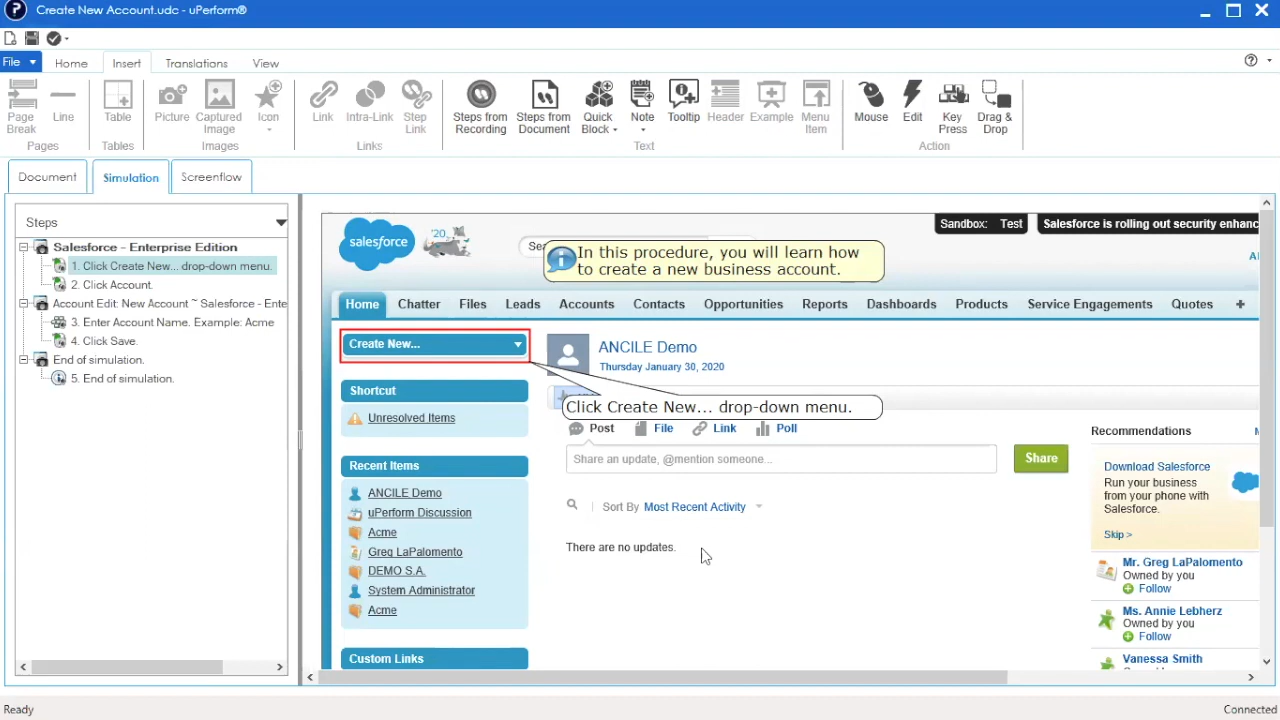 Create New Account.udc - uPerform®
File Home Insert Translations View
Page Break
Line
Table
Picture
Captured Image
Icon
Link
Intra-Link
Step Link
Steps from Recording
Steps from Document
Quick Block
Note
Tooltip
Header
Example
Menu Item
Mouse
Edit
Key Press
Drag & Drop
Pages Tables Images Links Text Action
Document Simulation Screenflow
Steps
Salesforce - Enterprise Edition
1. Click Create New... drop-down menu.
2. Click Account.
Account Edit: New Account ~ Salesforce - Ente
3. Enter Account Name. Example: Acme
4. Click Save.
End of simulation.
5. End of simulation.
salesforce
'20
Sea
Sandbox: Test
Salesforce is rolling out security enhanc
In this procedure, you will learn how
to create a new business account.
Home Chatter Files Leads Accounts Contacts Opportunities Reports Dashboards Products Service Engagements Quotes +
Create New...
ANCILE Demo
Thursday January 30, 2020
Click Create New... drop-down menu.
Shortcut
Unresolved Items
Recent Items
ANCILE Demo
uPerform Discussion
Acme
Greg LaPalomento
DEMO S.A.
System Administrator
Acme
Custom Links
Post File Link Poll
Share an update, @mention someone...
Share
Sort By Most Recent Activity
There are no updates.
Recommendations
Download Salesforce
Run your business
from your phone with
Salesforce.
Skip >
Mr. Greg LaPalomento
Owned by you
Follow
Ms. Annie Lebherz
Owned by you
Follow
Vanessa Smith
Owned by you
Ready
Connected